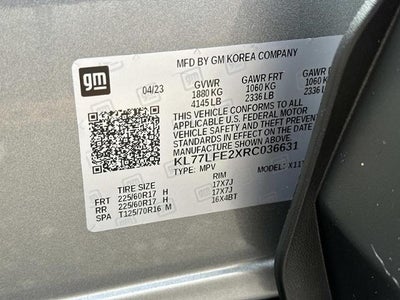 gm
MFD BY GM KOREA COMPANY
04/23 GVWR GAWR FRT GAWR RR
1880 KG 1060 KG 1060 KG
4145 LB 2336 LB 2336 LB
THIS VEHICLE CONFORMS TO ALL
APPLICABLE U.S. FEDERAL MOTOR
VEHICLE SAFETY AND THEFT PREVENTION
STANDARDS IN EFFECT ON THE DATE OF
MANUFACTURE SHOWN ABOVE.
KL77LFE2XRC036631
TYPE: MPV MODEL:
TIRE SIZE RIM
FRT 225/60R17 H 17X7J
RR 225/60R17 H 17X7J
SPA T125/70R16 M 16X4BT